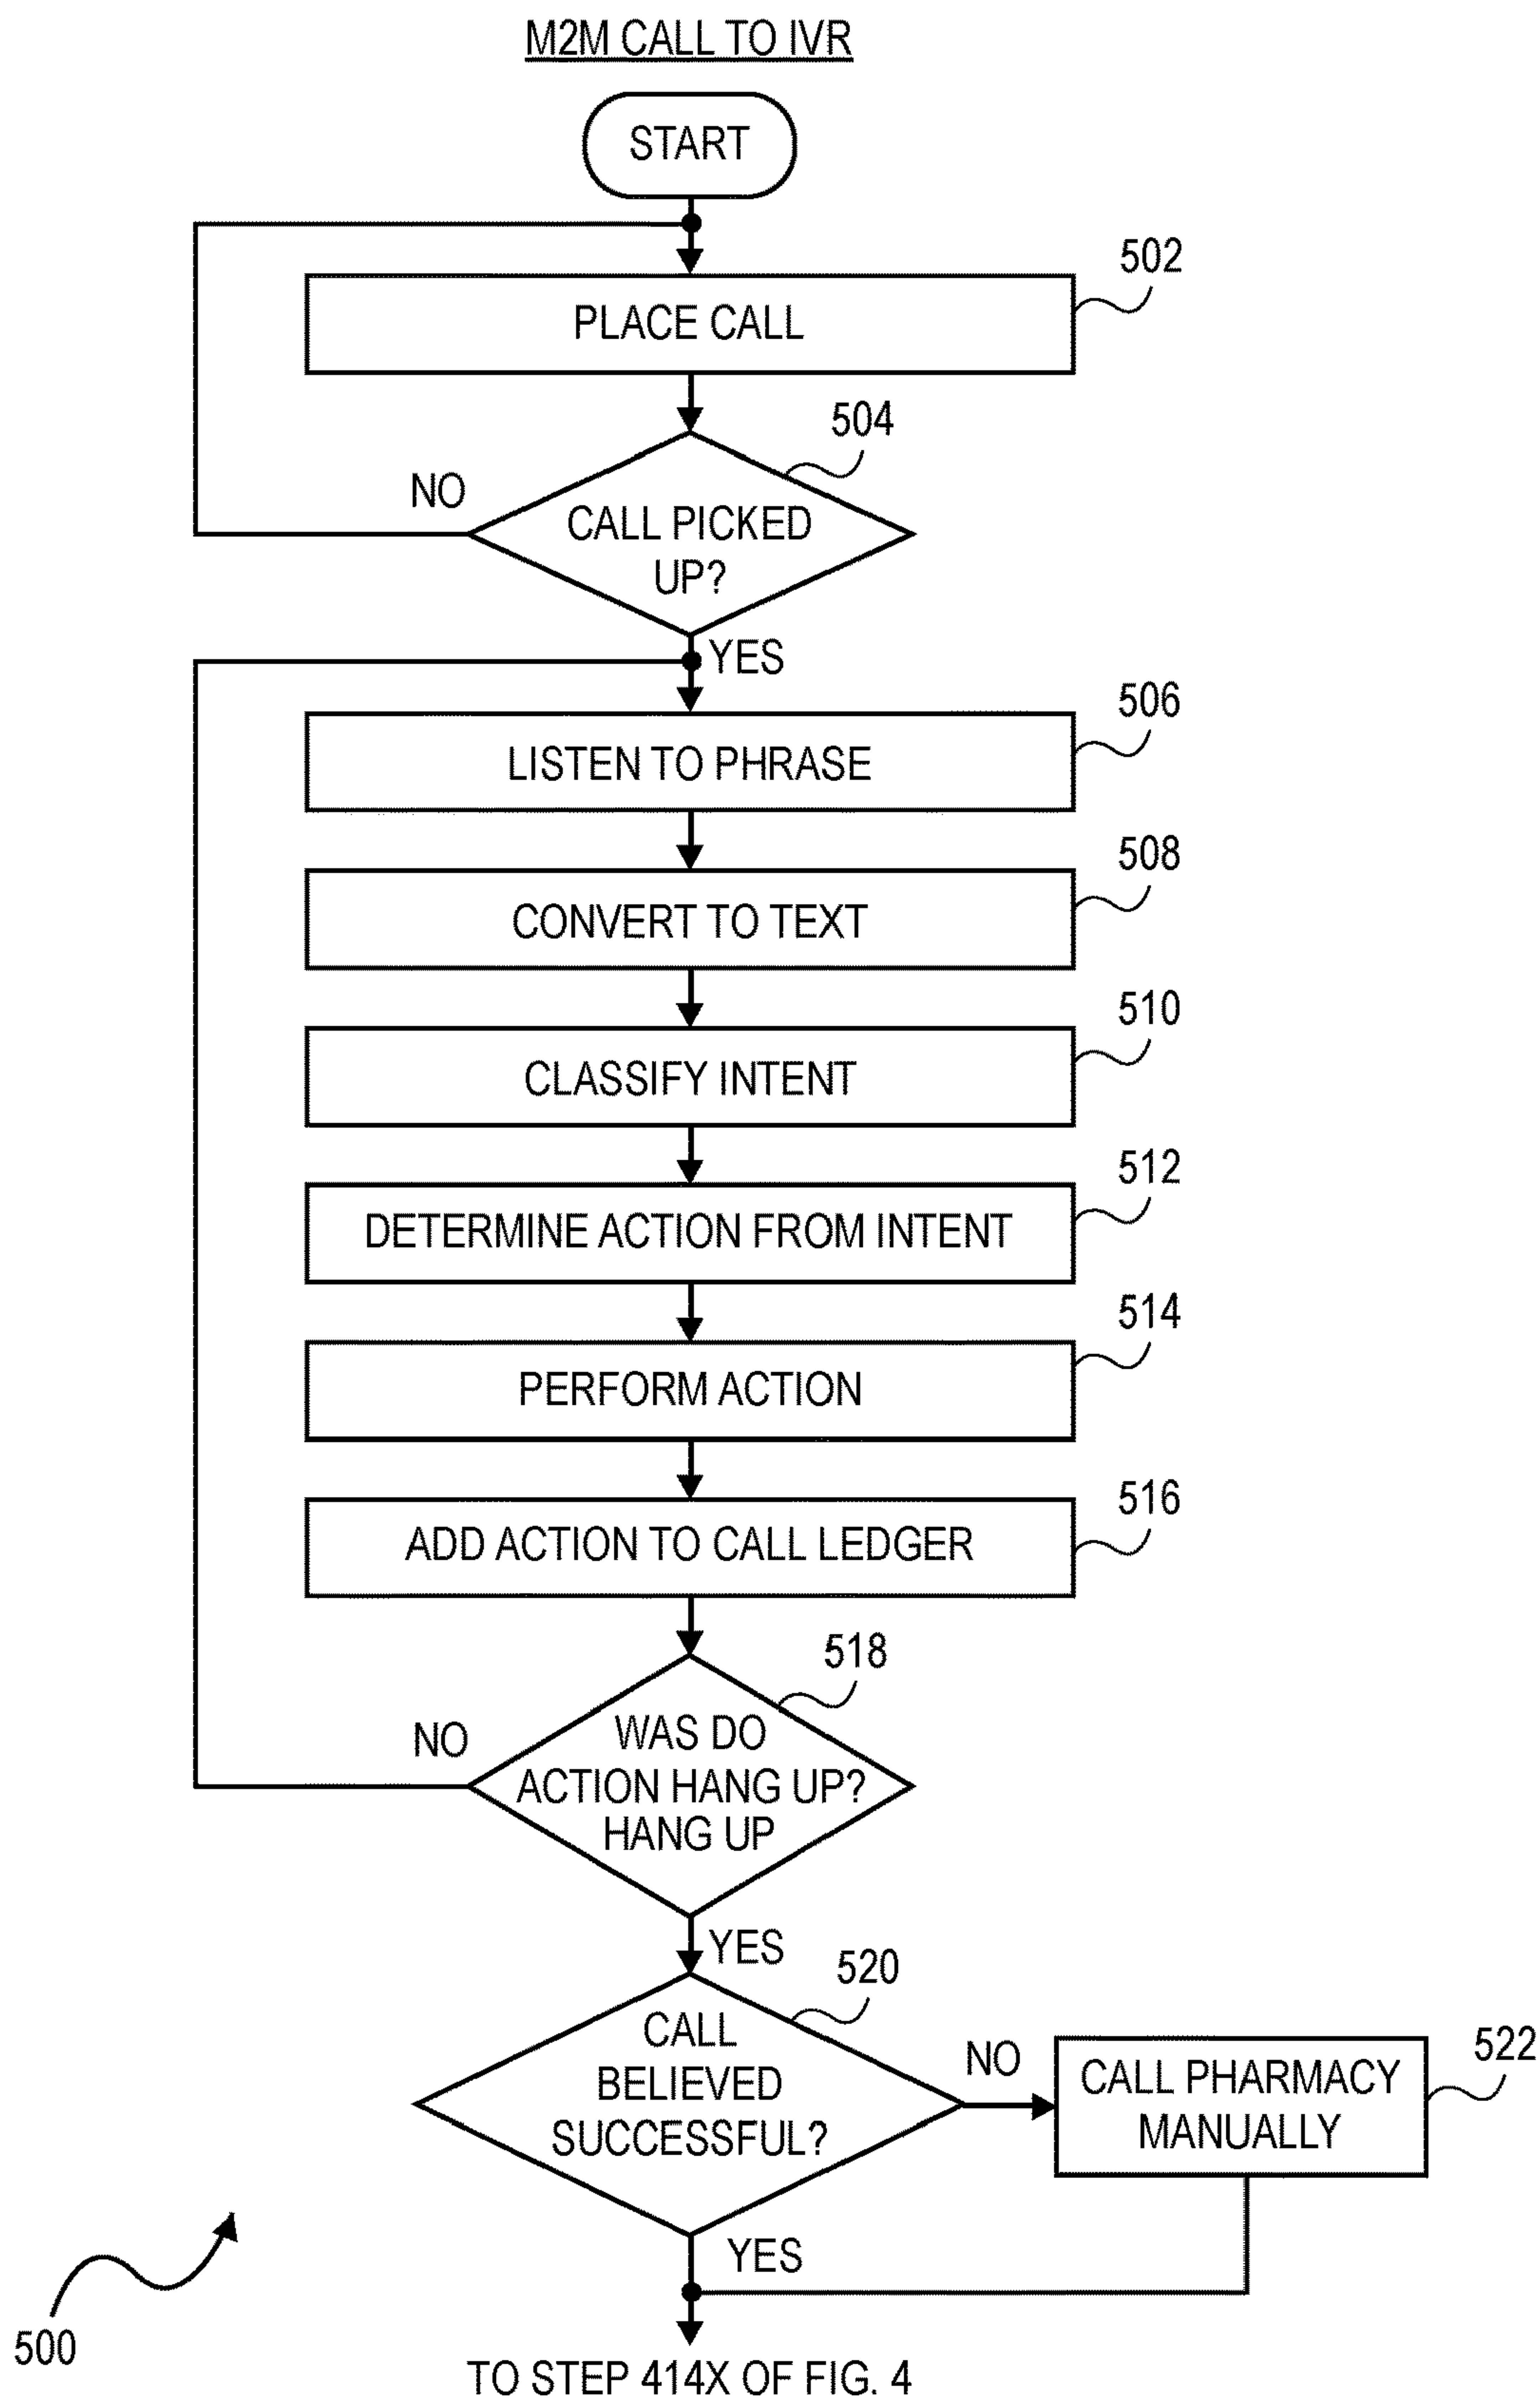 M2M CALL TO IVR
START
502
PLACE CALL
504
NO
CALL PICKED
UP?
YES
506
LISTEN TO PHRASE
508
CONVERT TO TEXT
510
CLASSIFY INTENT
512
DETERMINE ACTION FROM INTENT
514
PERFORM ACTION
516
ADD ACTION TO CALL LEDGER
518
NO
WAS DO
ACTION HANG UP?
HANG UP
YES
520
CALL
BELIEVED
SUCCESSFUL?
NO
522
CALL PHARMACY
MANUALLY
YES
500
TO STEP 414X OF FIG. 4